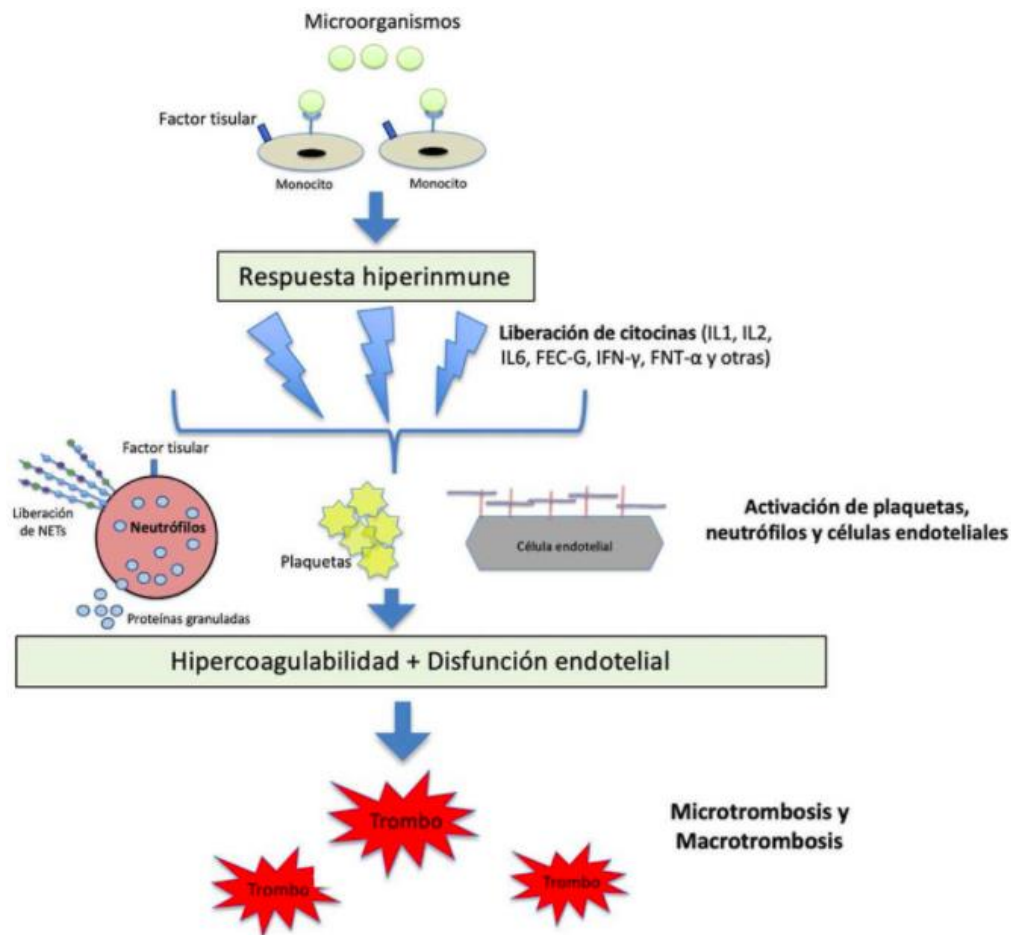 Microorganismos
Factor tisular
Monocito
Monocito
Respuesta hiperinmune
Liberación de citocinas (IL1, IL2,
IL6, FEC-G, IFN-γ, FNT-α y otras)
Factor tisular
Liberación
de NETs
Neutrófilos
Plaquetas
Célula endotelial
Activación de plaquetas,
neutrófilos y células endoteliales
Proteínas granuladas
Hipercoagulabilidad + Disfunción endotelial
Trombo
Trombo
Trombo
Microtrombosis y
Macrotrombosis